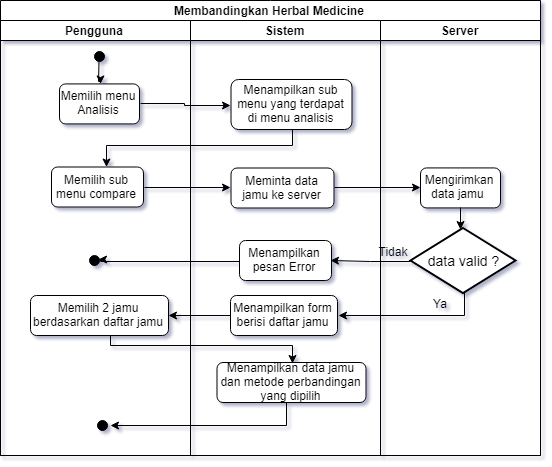 Membandingkan Herbal Medicine
Pengguna
Sistem
Server
Memilih menu
Analisis
Menampilkan sub
menu yang terdapat
di menu analisis
Memilih sub
menu compare
Meminta data
jamu ke server
Mengirimkan
data jamu
data valid ?
Tidak
Menampilkan
pesan Error
Ya
Menampilkan form
berisi daftar jamu
Memilih 2 jamu
berdasarkan daftar jamu
Menampilkan data jamu
dan metode perbandingan
yang dipilih